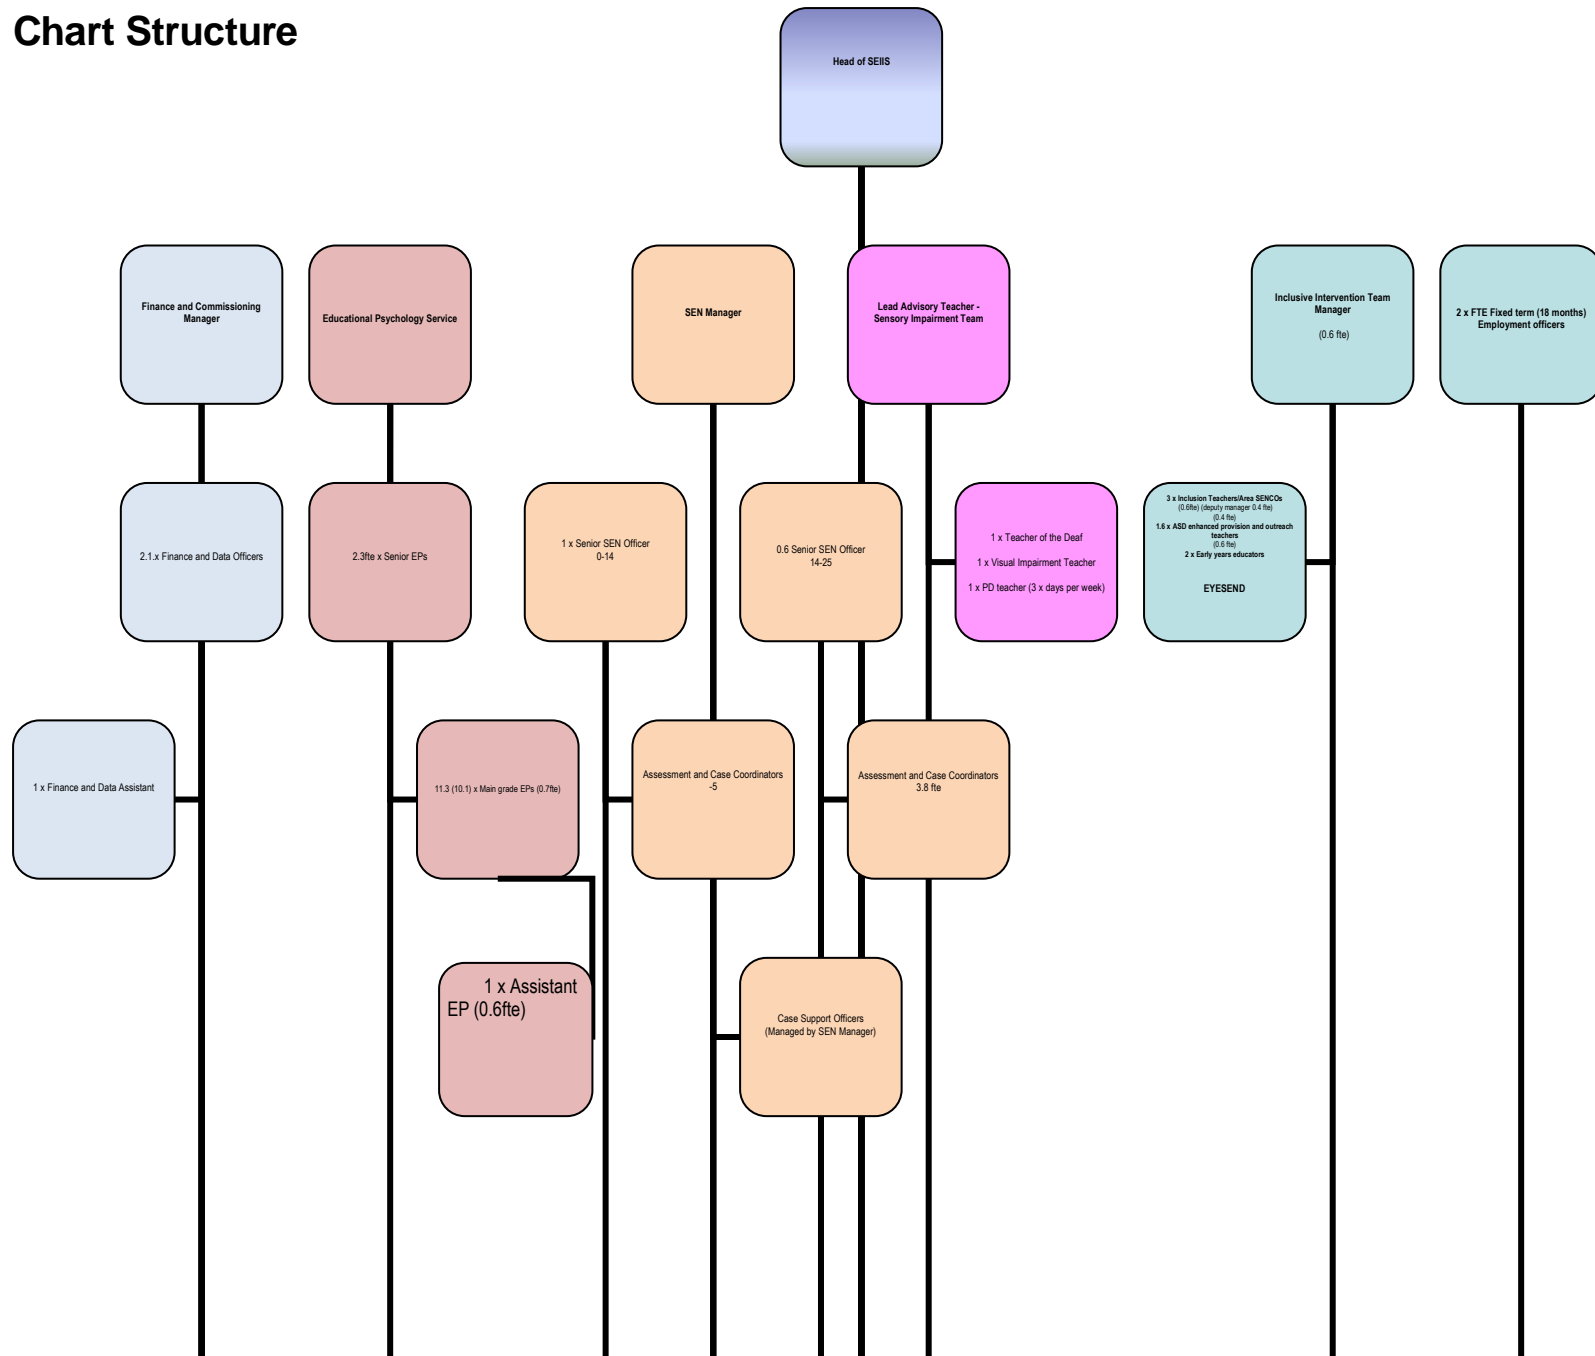 Chart Structure
Head of SEIIS
Finance and Commissioning
Manager
Educational Psychology Service
SEN Manager
Lead Advisory Teacher -
Sensory Impairment Team
Inclusive Intervention Team
Manager
(0.6 fte)
2 x FTE Fixed term (18 months)
Employment officers
2.1.x Finance and Data Officers
2.3fte x Senior EPs
1 x Senior SEN Officer
0-14
0.6 Senior SEN Officer
14-25
1 x Teacher of the Deaf
1 x Visual Impairment Teacher
1 x PD teacher (3 x days per week)
3 x Inclusion Teachers/Area SENCOs
(0.6fte) (deputy manager 0.4 fte)
(0.4 fte)
1.6 x ASD enhanced provision and outreach
teachers
(0.6 fte)
2 x Early years educators
EYESEND
1 x Finance and Data Assistant
11.3 (10.1) x Main grade EPs (0.7fte)
Assessment and Case Coordinators
-5
Assessment and Case Coordinators
3.8 fte
1 x Assistant
EP (0.6fte)
Case Support Officers
(Managed by SEN Manager)